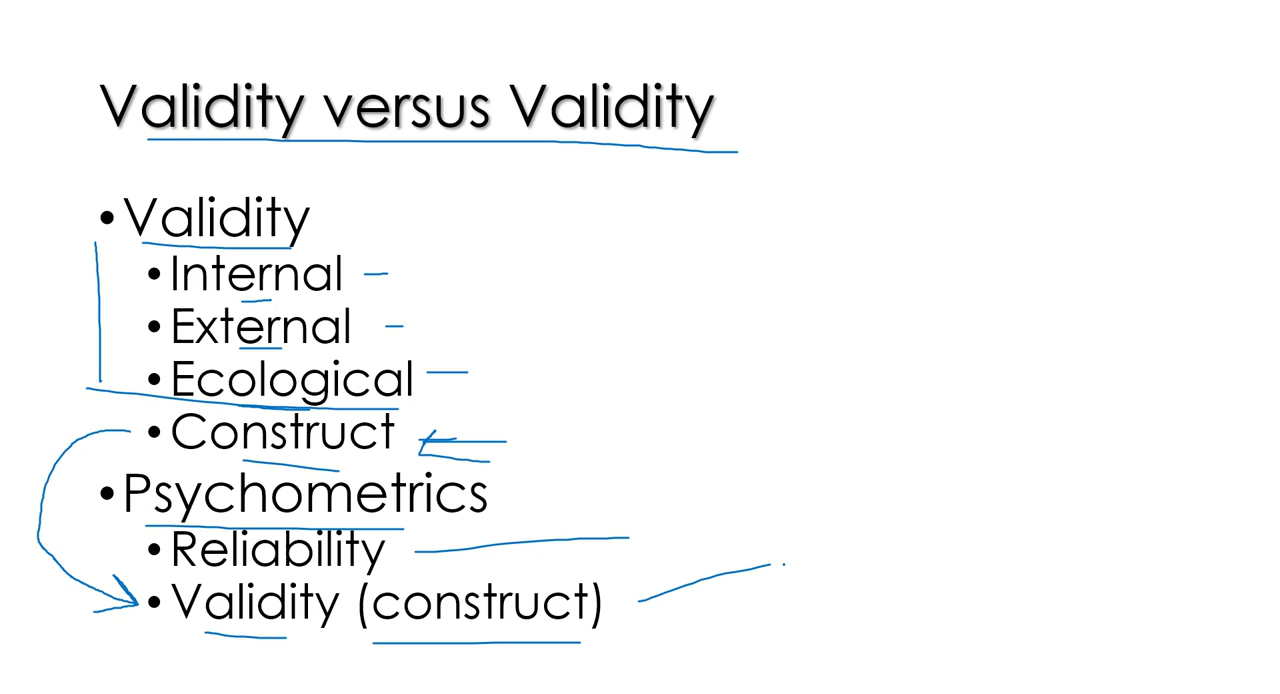 Validity versus Validity
• Validity
• Internal
• External
• Ecological
• Construct
• Psychometrics
• Reliability
• Validity (construct)